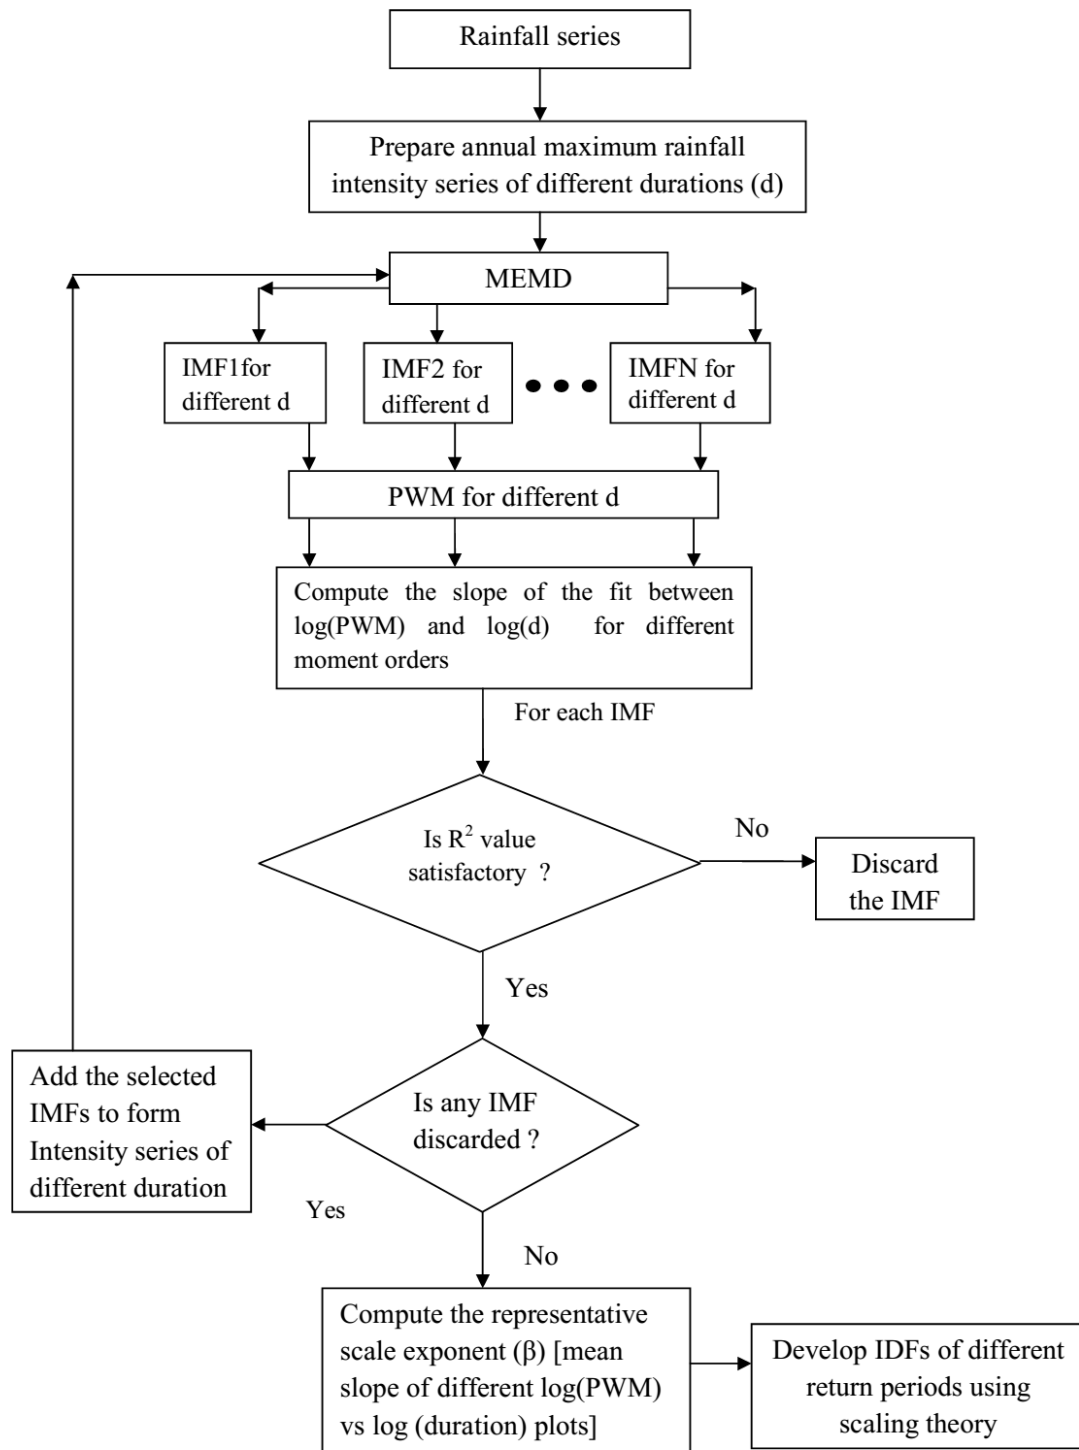 Rainfall series
Prepare annual maximum rainfall
intensity series of different durations (d)
MEMD
IMF1for
different d
IMF2 for
different d
IMFN for
different d
PWM for different d
Compute the slope of the fit between
log(PWM) and log(d) for different
moment orders
For each IMF
Is R² value
satisfactory ?
No
Discard
the IMF
Yes
Is any IMF
discarded ?
Add the selected
IMFs to form
Intensity series of
different duration
Yes
No
Compute the representative
scale exponent (β) [mean
slope of different log(PWM)
vs log (duration) plots]
Develop IDFs of different
return periods using
scaling theory